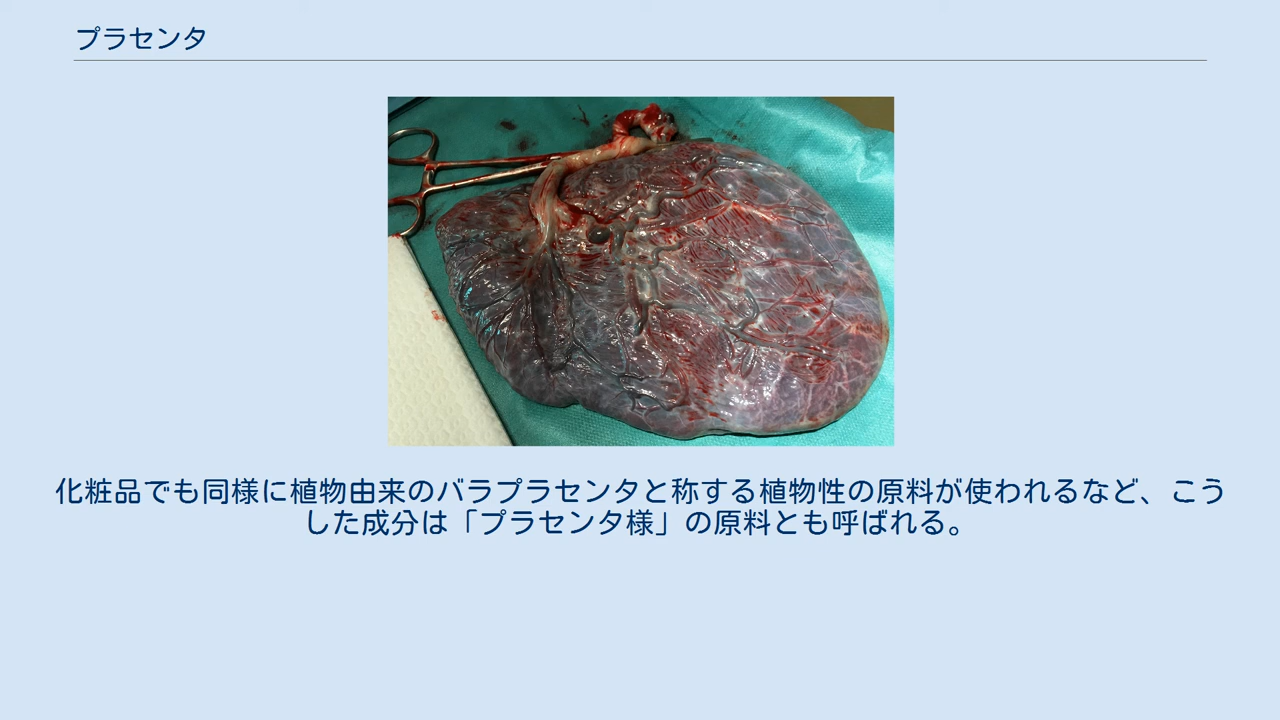 プラセンタ
化粧品でも同様に植物由来のバラプラセンタと称する植物性の原料が使われるなど、こう
した成分は「プラセンタ様」の原料とも呼ばれる。